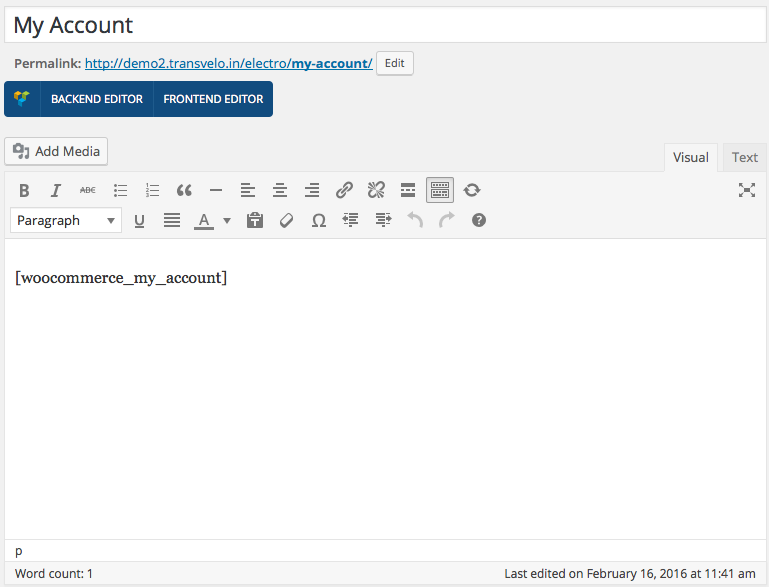 My Account
Permalink: http://demo2.transvelo.in/electro/my-account/ Edit
BACKEND EDITOR FRONTEND EDITOR
Add Media
Visual Text
B I ABC
Paragraph U A T Ω ?
[woocommerce_my_account]
p
Word count: 1 Last edited on February 16, 2016 at 11:41 am